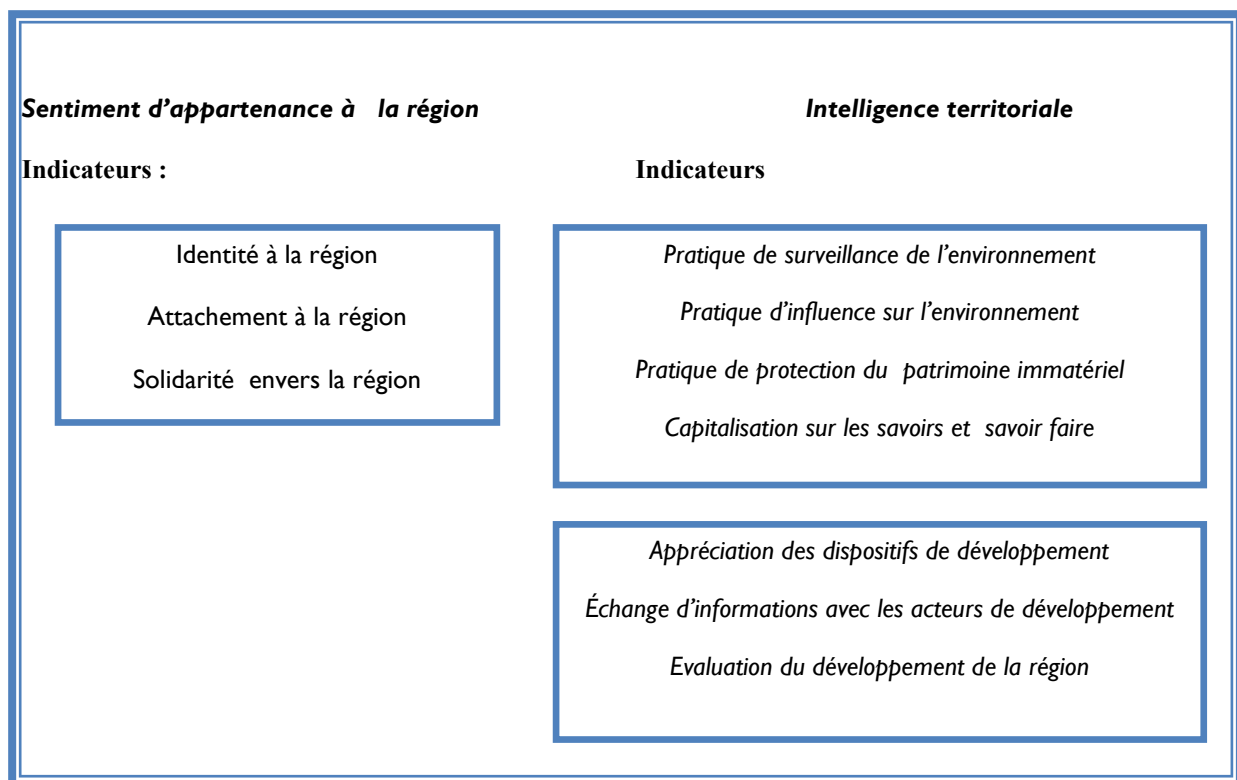 Sentiment d’appartenance à la région
Intelligence territoriale
Indicateurs :
Indicateurs
Identité à la région
Attachement à la région
Solidarité envers la région
Pratique de surveillance de l’environnement
Pratique d’influence sur l’environnement
Pratique de protection du patrimoine immatériel
Capitalisation sur les savoirs et savoir faire
Appréciation des dispositifs de développement
Échange d’informations avec les acteurs de développement
Evaluation du développement de la région